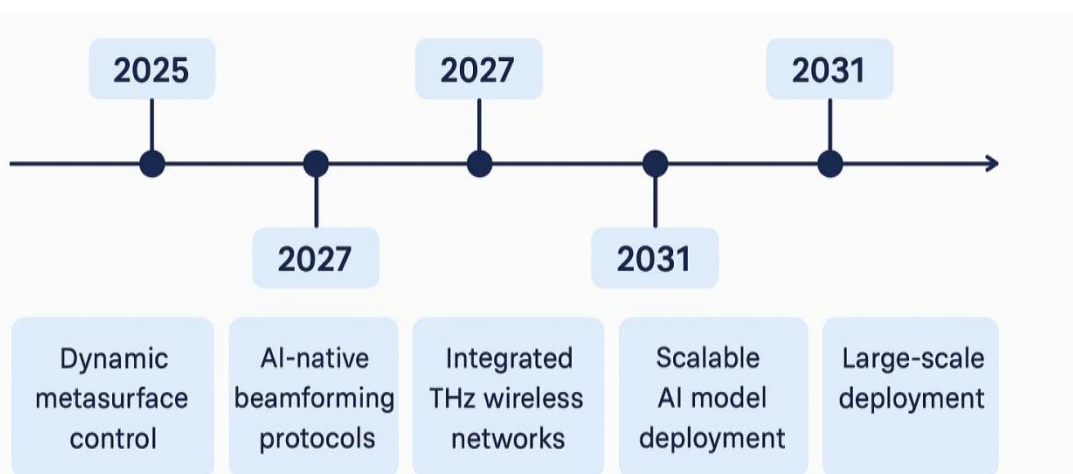 2025
2027
2031
2027
2031
Dynamic
metasurface
control
AI-native
beamforming
protocols
Integrated
THz wireless
networks
Scalable
AI model
deployment
Large-scale
deployment